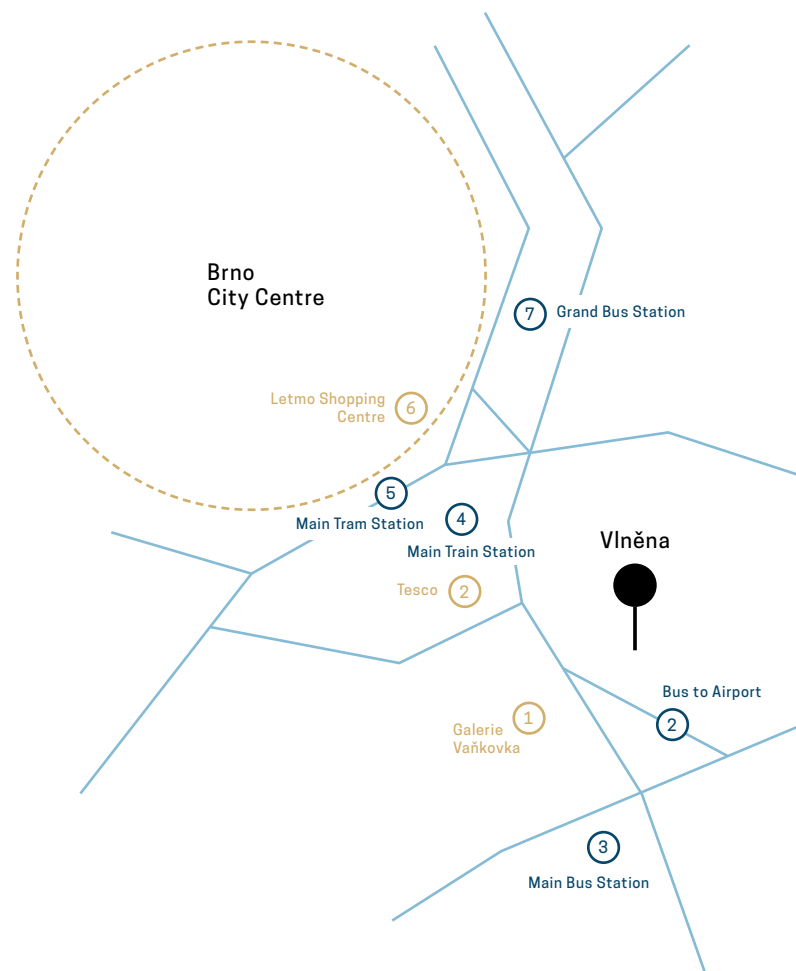 Brno
City Centre
7
Grand Bus Station
Letmo Shopping
Centre
6
5
Main Tram Station
4
Main Train Station
Vlněna
Tesco
2
Bus to Airport
2
1
Galerie
Vaňkovka
3
Main Bus Station